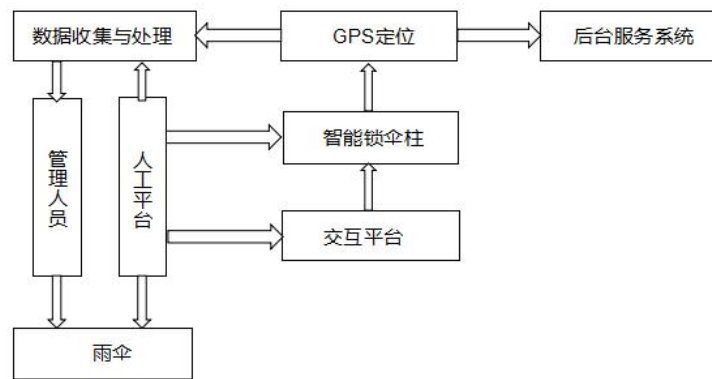 数据收集与处理
GPS定位
后台服务系统
管理人员
人工平台
智能锁伞柱
交互平台
雨伞